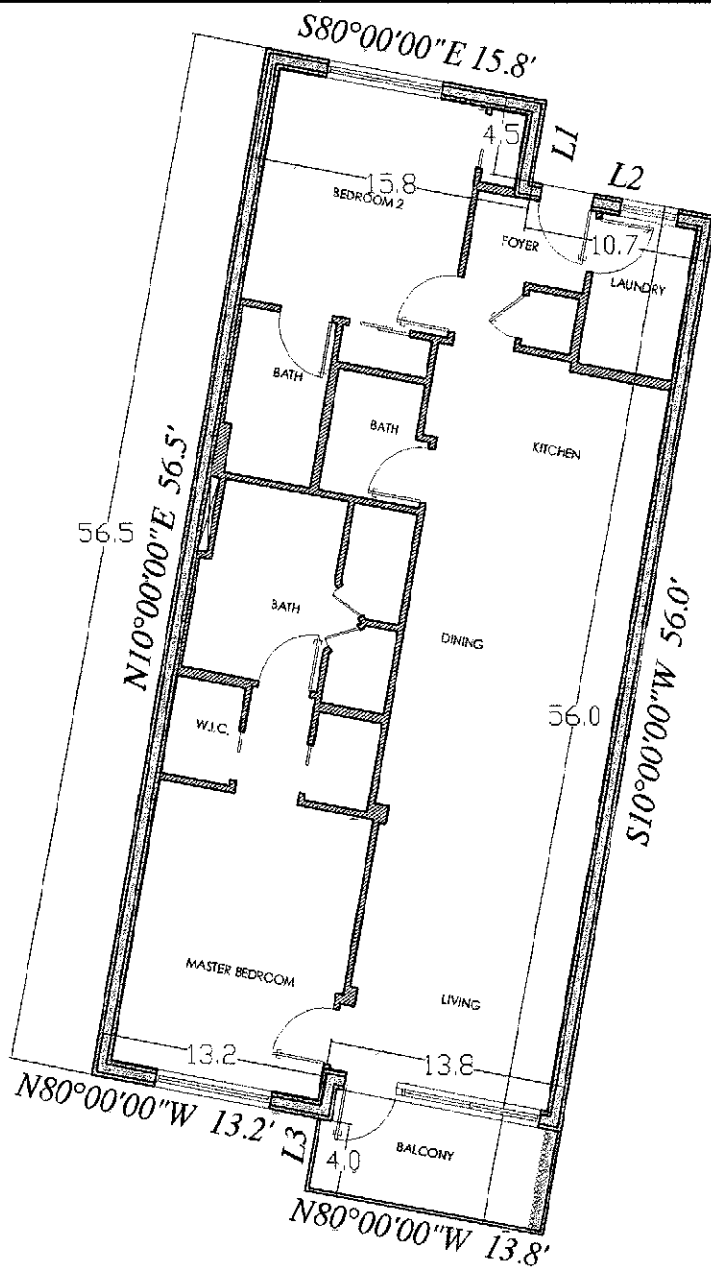 S80°00'00"E 15.8'
4.5
L1
L2
15.8
BEDROOM 2
FOYER
10.7
LAUNDRY
BATH
BATH
KITCHEN
N10°00'00"E 56.5'
56.5
BATH
DINING
S10°00'00"W 56.0'
56.0
W.I.C.
MASTER BEDROOM
LIVING
13.2
13.8
N80°00'00"W 13.2'
L3
4.0
BALCONY
N80°00'00"W 13.8'